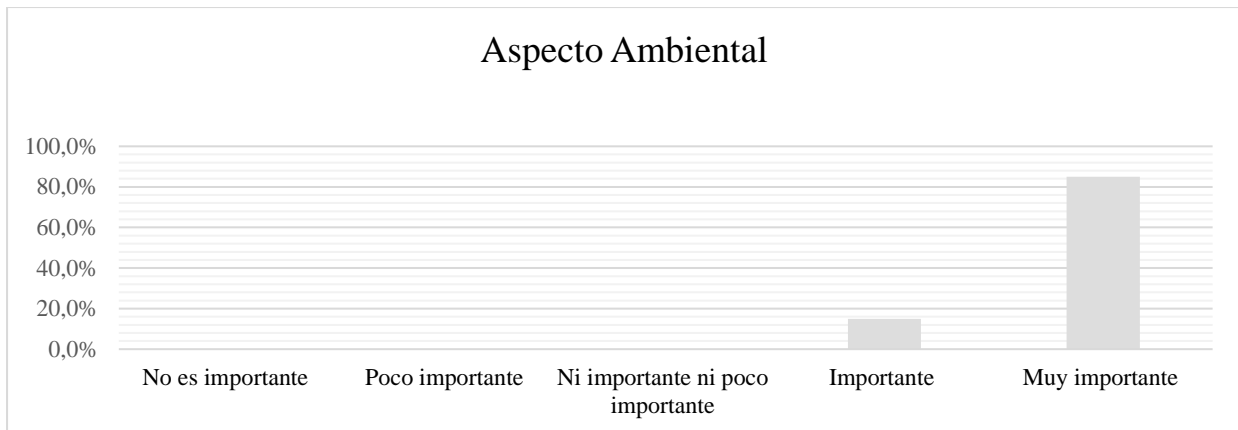 Aspecto Ambiental
100,0%
80,0%
60,0%
40,0%
20,0%
0,0%
No es importante
Poco importante
Ni importante ni poco
importante
Importante
Muy importante